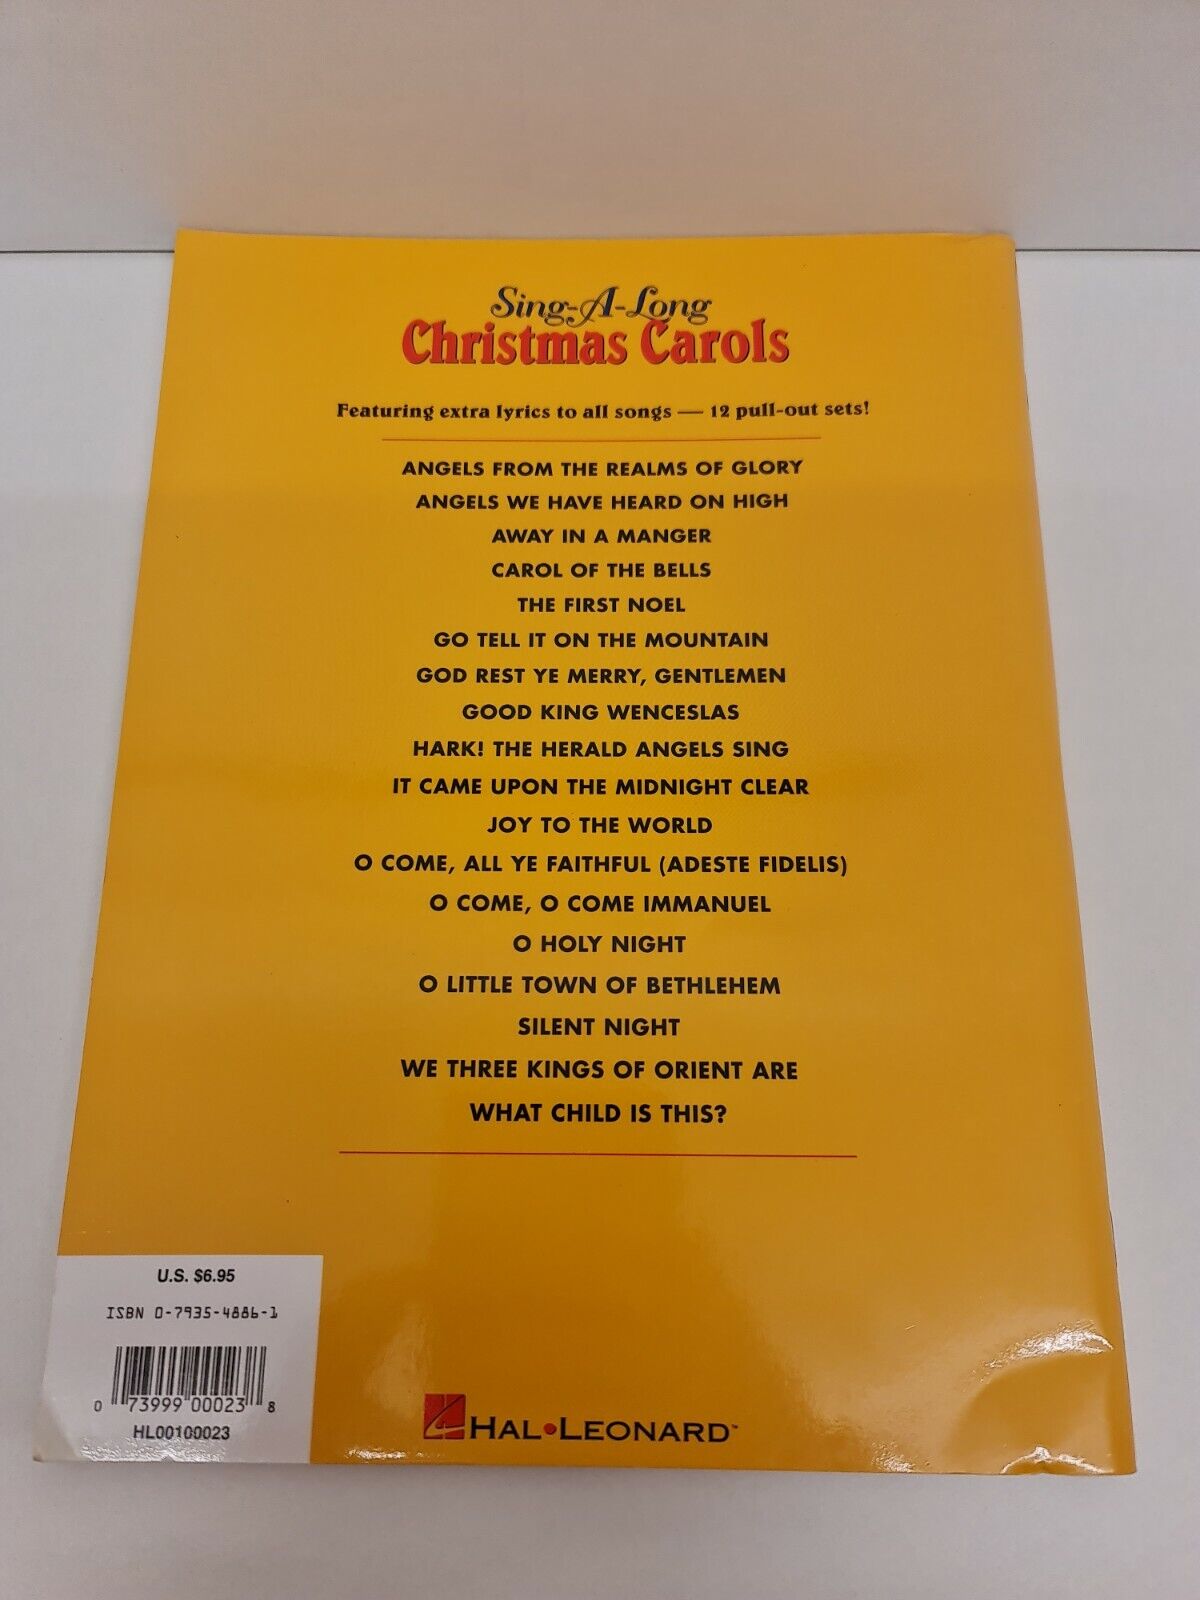 Sing-A-Long
Christmas Carols
Featuring extra lyrics to all songs — 12 pull-out sets!
ANGELS FROM THE REALMS OF GLORY
ANGELS WE HAVE HEARD ON HIGH
AWAY IN A MANGER
CAROL OF THE BELLS
THE FIRST NOEL
GO TELL IT ON THE MOUNTAIN
GOD REST YE MERRY, GENTLEMEN
GOOD KING WENCESLAS
HARK! THE HERALD ANGELS SING
IT CAME UPON THE MIDNIGHT CLEAR
JOY TO THE WORLD
O COME, ALL YE FAITHFUL (ADESTE FIDELIS)
O COME, O COME IMMANUEL
O HOLY NIGHT
O LITTLE TOWN OF BETHLEHEM
SILENT NIGHT
WE THREE KINGS OF ORIENT ARE
WHAT CHILD IS THIS?
U.S. $6.95
ISBN 0-7935-4886-1
0 73999 00023 8
HL00100023
HAL•LEONARD™